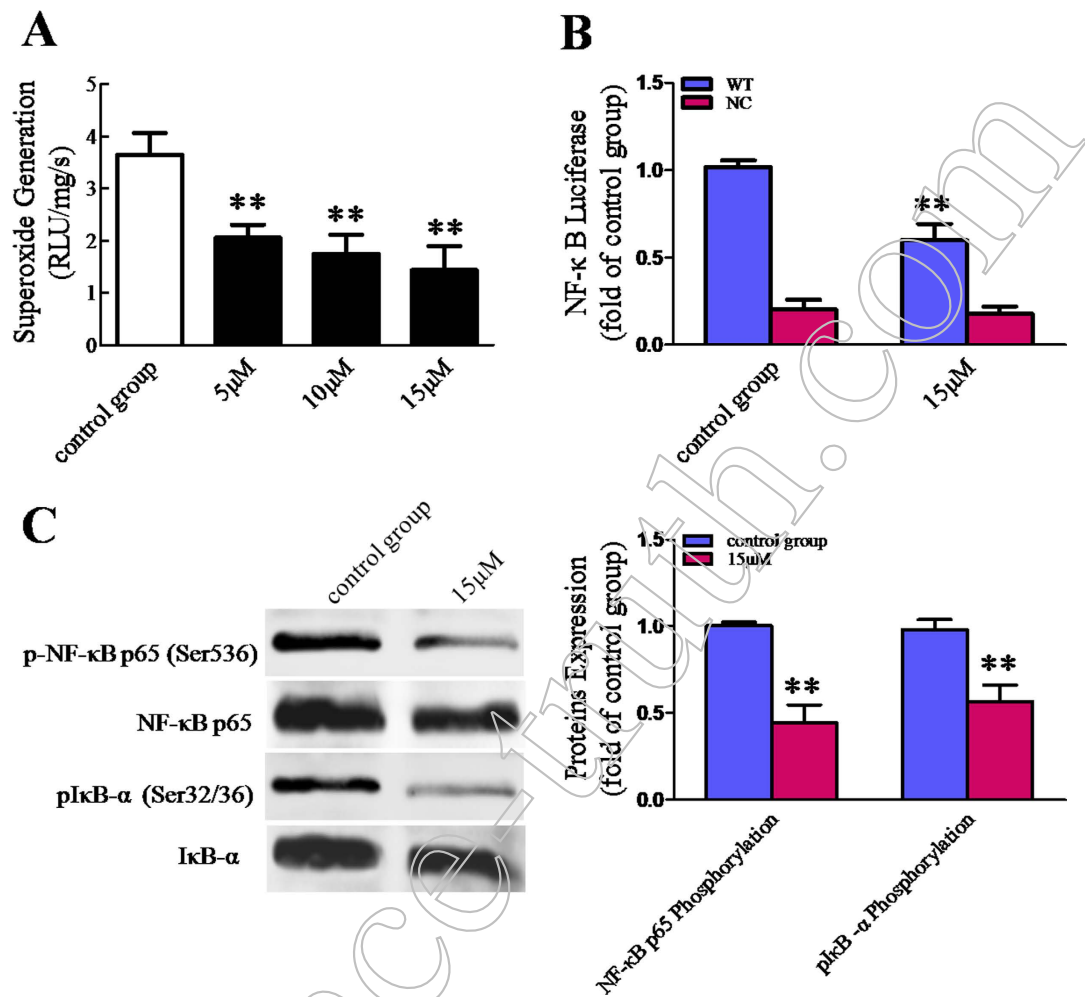 A
Superoxide Generation
(RLU/mg/s)
5
4
3
2
1
0
**
**
**
control group
5μM
10μM
15μM
B
NF-κ B Luciferase
(fold of control group)
1.5
1.0
0.5
0.0
WT
NC
**
control group
15μM
C
control group
15μM
p-NF-κB p65 (Ser536)
NF-κB p65
pIκB-α (Ser32/36)
IκB-α
Proteins Expression
(fold of control group)
1.5
1.0
0.5
0.0
control group
15μM
**
**
NF-κB p65 Phosphorylation
pIκB -α Phosphorylation